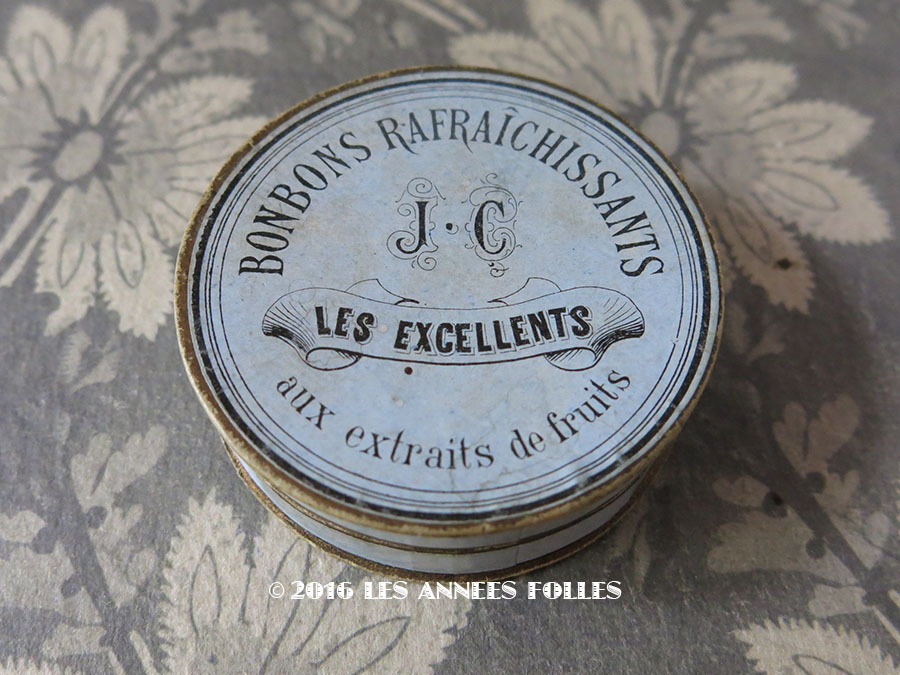 BONBONS RAFRAÎCHISSANTS
J·C
LES EXCELLENTS
aux extraits de fruits
© 2016 LES ANNEES FOLLES